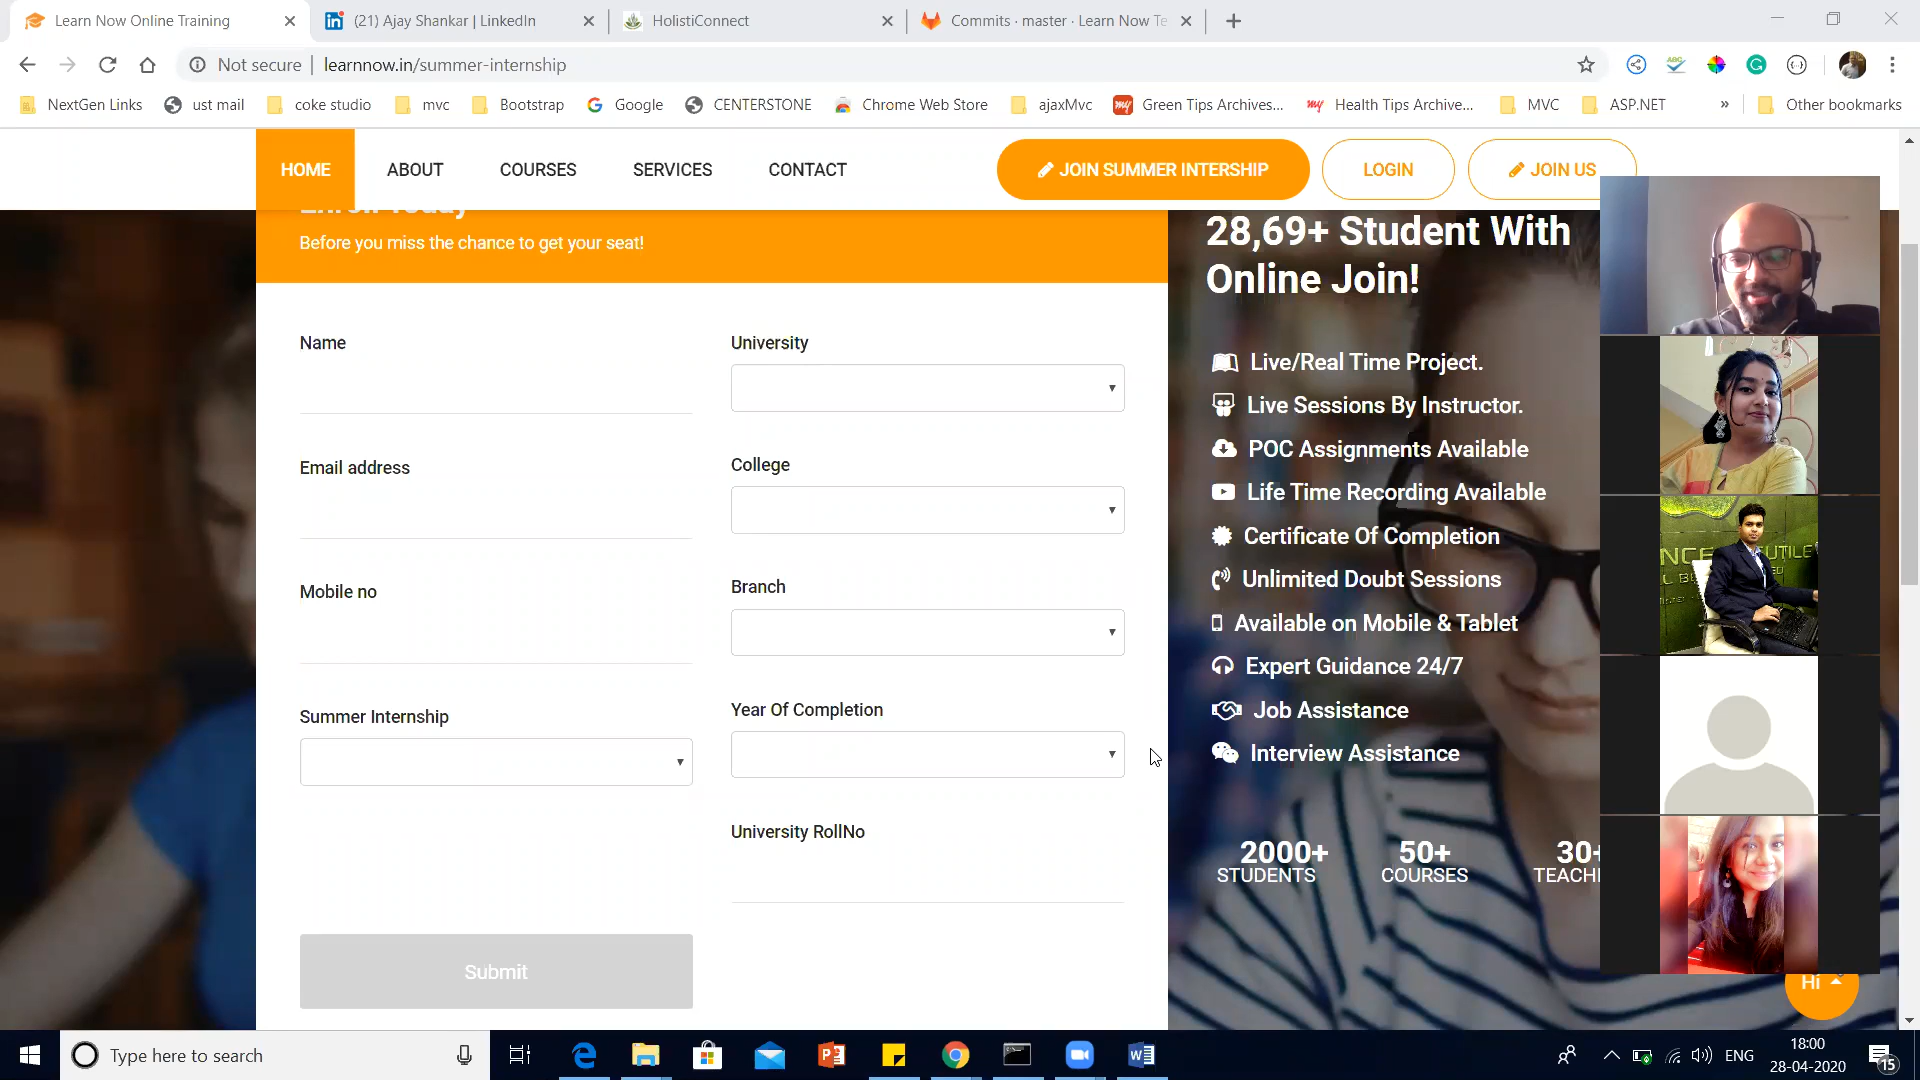 Learn Now Online Training
(21) Ajay Shankar | LinkedIn
HolistiConnect
Commits · master · Learn Now Te
Not secure
learnnow.in/summer-internship
NextGen Links
ust mail
coke studio
mvc
Bootstrap
Google
CENTERSTONE
Chrome Web Store
ajaxMvc
Green Tips Archives...
Health Tips Archive...
MVC
ASP.NET
»
Other bookmarks
HOME
ABOUT
COURSES
SERVICES
CONTACT
JOIN SUMMER INTERSHIP
LOGIN
JOIN US
Enroll Today
Before you miss the chance to get your seat!
Name
University
Email address
College
Mobile no
Branch
Summer Internship
Year Of Completion
University RollNo
Submit
28,69+ Student With
Online Join!
Live/Real Time Project.
Live Sessions By Instructor.
POC Assignments Available
Life Time Recording Available
Certificate Of Completion
Unlimited Doubt Sessions
Available on Mobile & Tablet
Expert Guidance 24/7
Job Assistance
Interview Assistance
2000+
STUDENTS
50+
COURSES
30+
TEACH
Hi
Type here to search
ENG
18:00
28-04-2020
15